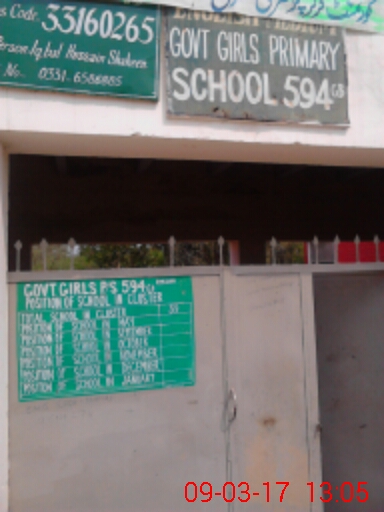 s Code. 33160265
Person. Iqbal Hussain Shaheen
No. 0331-6588885
ENGLISH MEDIUM
GOVT GIRLS PRIMARY
SCHOOL 594 GB
GOVT GIRLS P/S 594 GB
POSITION OF SCHOOL IN CLUSTER
TOTAL SCHOOL IN CLUSTER
POSITION OF SCHOOL IN MAY
POSITION OF SCHOOL IN SEPTEMBER
POSITION OF SCHOOL IN OCTOBER
POSITION OF SCHOOL IN NOVEMBER
POSITION OF SCHOOL IN DECEMBER
POSITION OF SCHOOL IN JANUARY
09-03-17 13:05